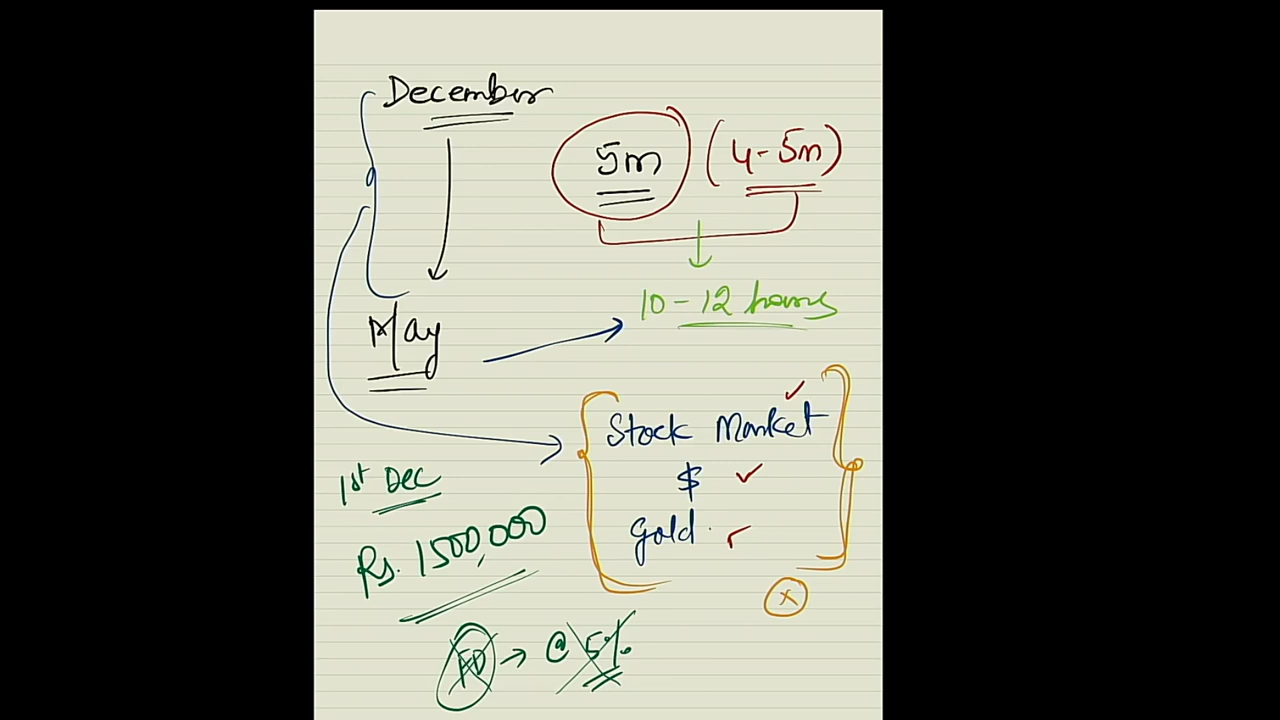 December
5m (4-5m)
10-12 hours
May
Stock Market
$
Gold
1st Dec
Rs. 1500,000
FD → @ 5%
x